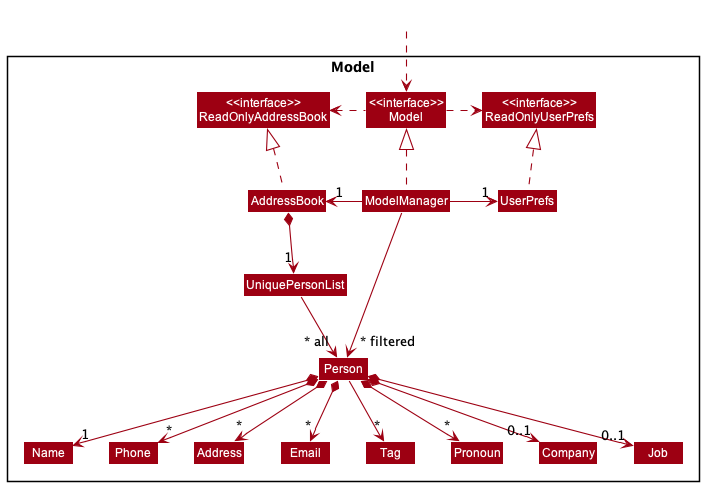 Model
<<interface>>
ReadOnlyAddressBook
<<interface>>
Model
<<interface>>
ReadOnlyUserPrefs
AddressBook
1
ModelManager
1
UserPrefs
1
UniquePersonList
* all
* filtered
Person
1
*
*
*
*
*
0..1
0..1
Name
Phone
Address
Email
Tag
Pronoun
Company
Job